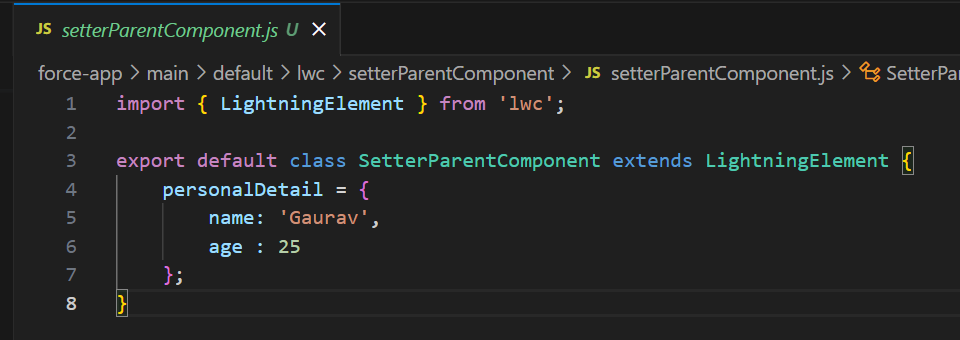 JS setterParentComponent.js U ×
force-app > main > default > lwc > setterParentComponent > JS setterParentComponent.js > SetterPar
1 import { LightningElement } from 'lwc';
2
3 export default class SetterParentComponent extends LightningElement {
4     personalDetail = {
5         name: 'Gaurav',
6         age : 25
7     };
8 }